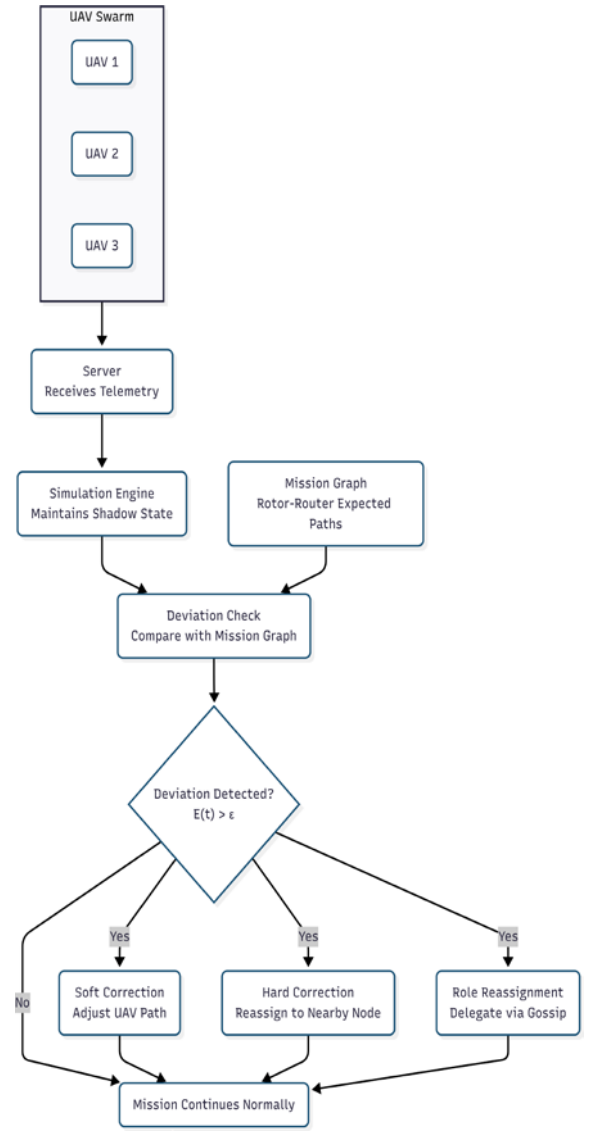 UAV Swarm
UAV 1
UAV 2
UAV 3
Server
Receives Telemetry
Simulation Engine
Maintains Shadow State
Mission Graph
Rotor-Router Expected
Paths
Deviation Check
Compare with Mission Graph
Deviation Detected?
E(t) > ε
Yes
Yes
Yes
No
Soft Correction
Adjust UAV Path
Hard Correction
Reassign to Nearby Node
Role Reassignment
Delegate via Gossip
Mission Continues Normally